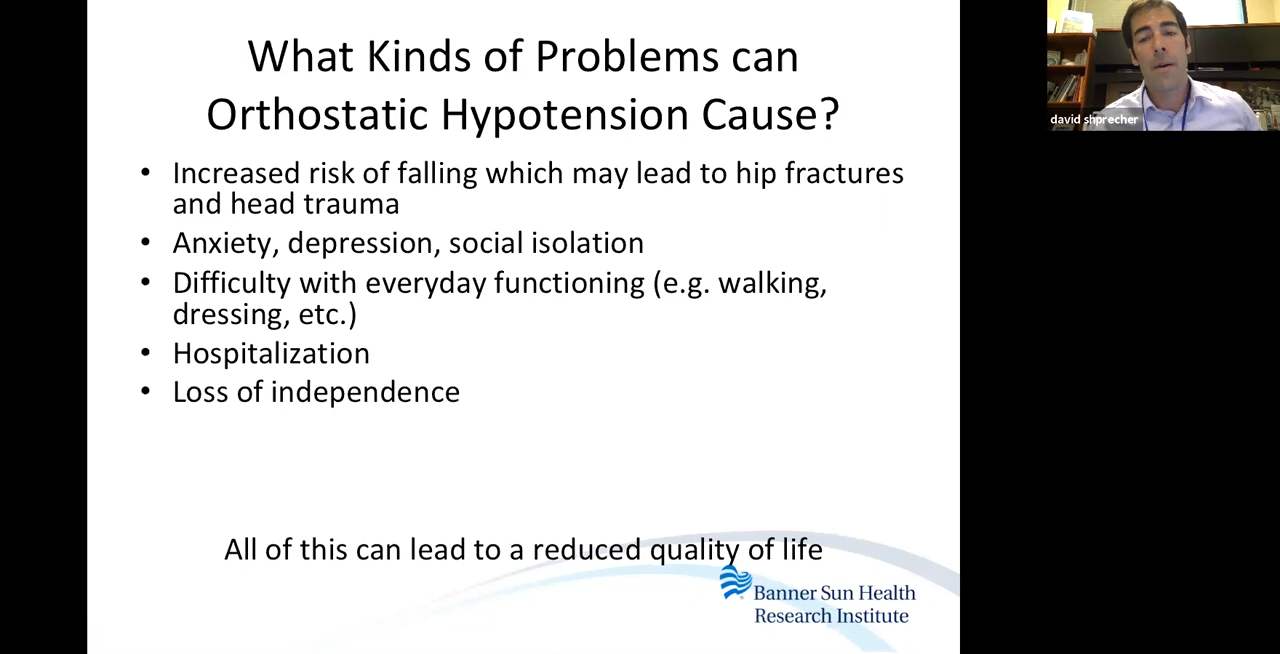 What Kinds of Problems can
Orthostatic Hypotension Cause?
• Increased risk of falling which may lead to hip fractures
and head trauma
• Anxiety, depression, social isolation
• Difficulty with everyday functioning (e.g. walking,
dressing, etc.)
• Hospitalization
• Loss of independence
All of this can lead to a reduced quality of life
Banner Sun Health
Research Institute
david shprecher